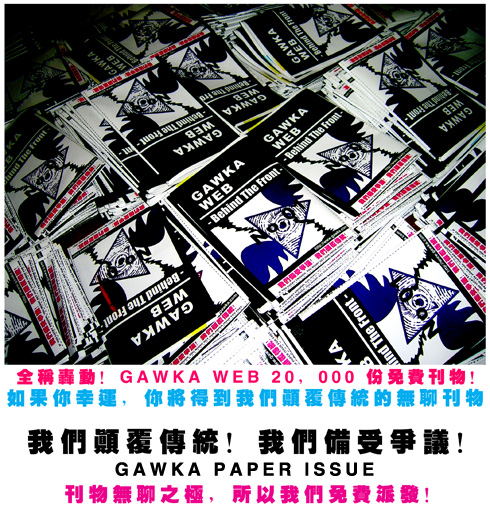 GAWKA
WEB
- Behind The Front -
全稱轟動! GAWKA WEB 20, 000 份免費刊物!
如果你幸運, 你將得到我們顛覆傳統的無聊刊物
我們顛覆傳統! 我們備受爭議!
GAWKA PAPER ISSUE
刊物無聊之極, 所以我們免費派發!